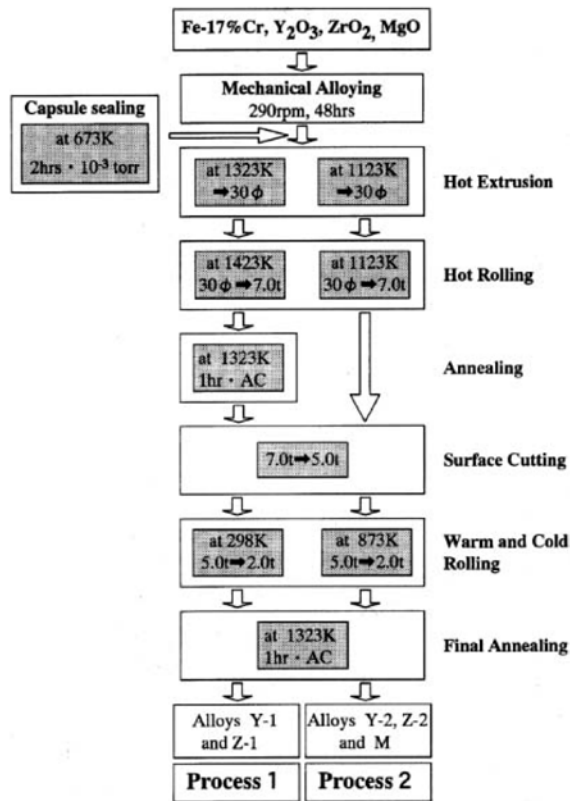 Fe-17%Cr, Y₂O₃, ZrO₂, MgO
Mechanical Alloying
290rpm, 48hrs
Capsule sealing
at 673K
2hrs・10⁻³ torr
at 1323K
➡30 ϕ
at 1123K
➡30 ϕ
Hot Extrusion
at 1423K
30 ϕ ➡7.0t
at 1123K
30 ϕ ➡7.0t
Hot Rolling
at 1323K
1hr・AC
Annealing
7.0t➡5.0t
Surface Cutting
at 298K
5.0t➡2.0t
at 873K
5.0t➡2.0t
Warm and Cold
Rolling
at 1323K
1hr・AC
Final Annealing
Alloys Y-1
and Z-1
Alloys Y-2, Z-2
and M
Process 1
Process 2